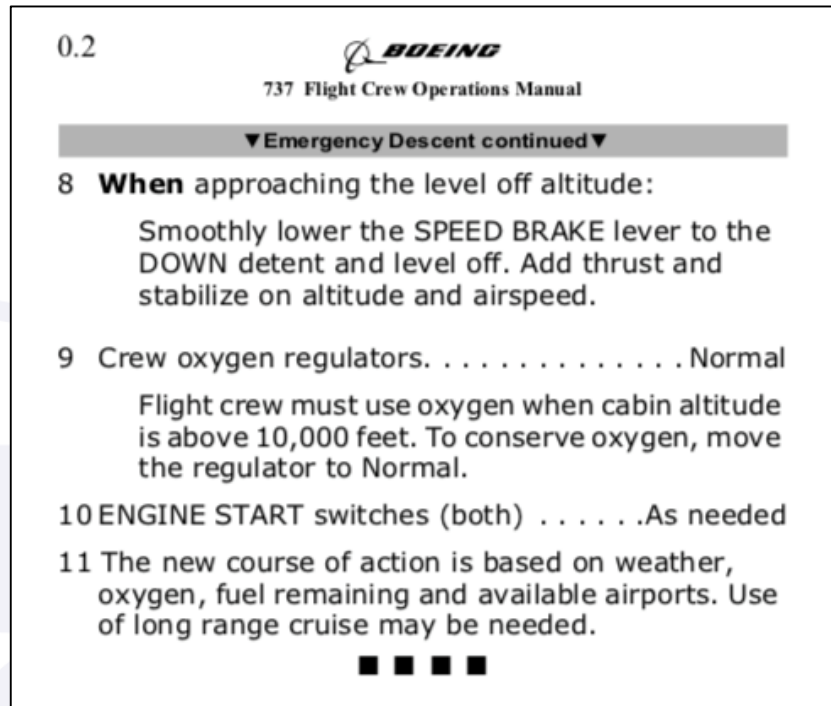 0.2
BOEING
737 Flight Crew Operations Manual
▼Emergency Descent continued▼
8 When approaching the level off altitude:
Smoothly lower the SPEED BRAKE lever to the
DOWN detent and level off. Add thrust and
stabilize on altitude and airspeed.
9 Crew oxygen regulators. . . . . . . . . . . . . . Normal
Flight crew must use oxygen when cabin altitude
is above 10,000 feet. To conserve oxygen, move
the regulator to Normal.
10 ENGINE START switches (both) . . . . . .As needed
11 The new course of action is based on weather,
oxygen, fuel remaining and available airports. Use
of long range cruise may be needed.